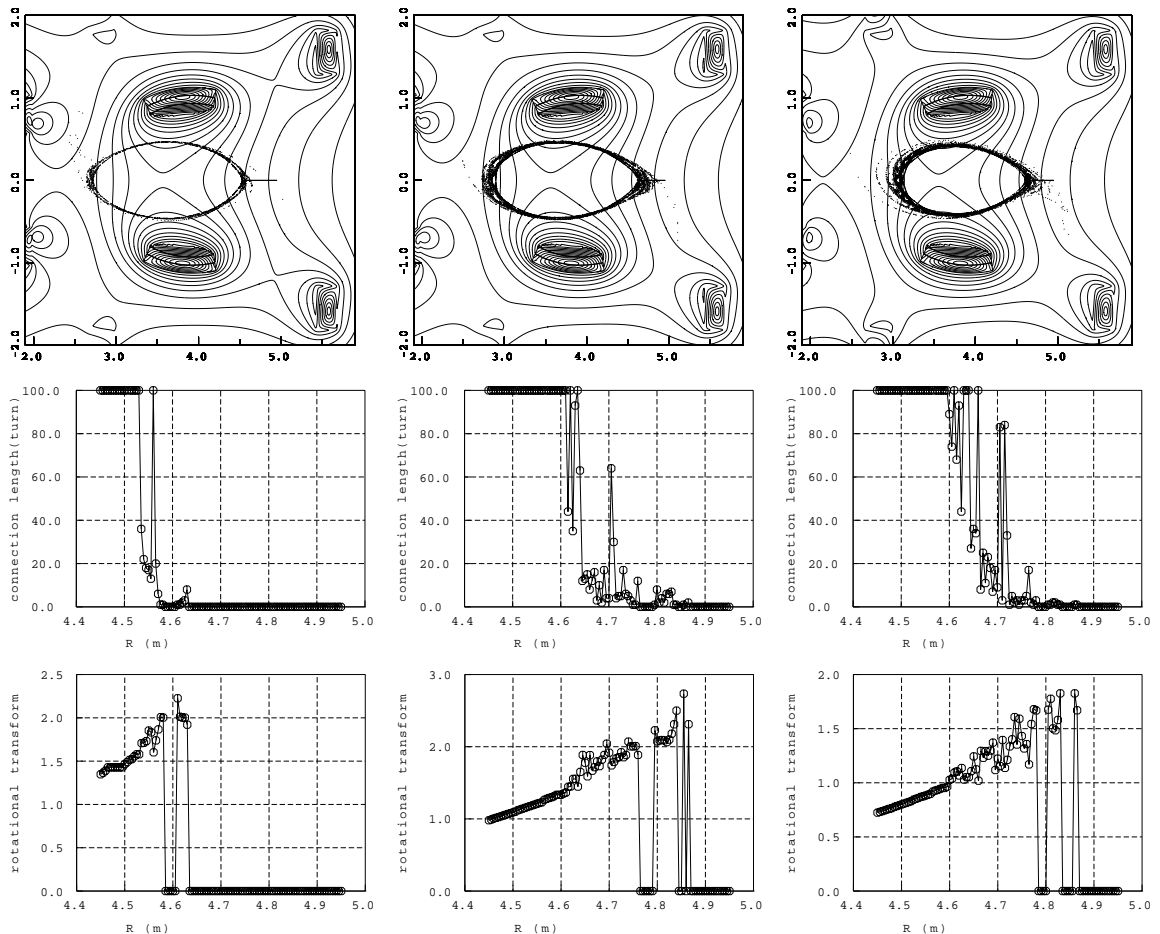 2.0 2.0 2.0
1.0 1.0 1.0
0.0 0.0 0.0
-1.0 -1.0 -1.0
-2.0 -2.0 -2.0
2.0 3.0 4.0 5.0 2.0 3.0 4.0 5.0 2.0 3.0 4.0 5.0
connection length(turn) connection length(turn) connection length(turn)
100.0 100.0 100.0
80.0 80.0 80.0
60.0 60.0 60.0
40.0 40.0 40.0
20.0 20.0 20.0
0.0 0.0 0.0
4.4 4.5 4.6 4.7 4.8 4.9 5.0 4.4 4.5 4.6 4.7 4.8 4.9 5.0 4.4 4.5 4.6 4.7 4.8 4.9 5.0
R (m) R (m) R (m)
rotational transform rotational transform rotational transform
2.5 3.0 2.0
2.0 1.5
2.0
1.5 1.0
1.0 1.0
0.5 0.5
0.0 0.0 0.0
4.4 4.5 4.6 4.7 4.8 4.9 5.0 4.4 4.5 4.6 4.7 4.8 4.9 5.0 4.4 4.5 4.6 4.7 4.8 4.9 5.0
R (m) R (m) R (m)